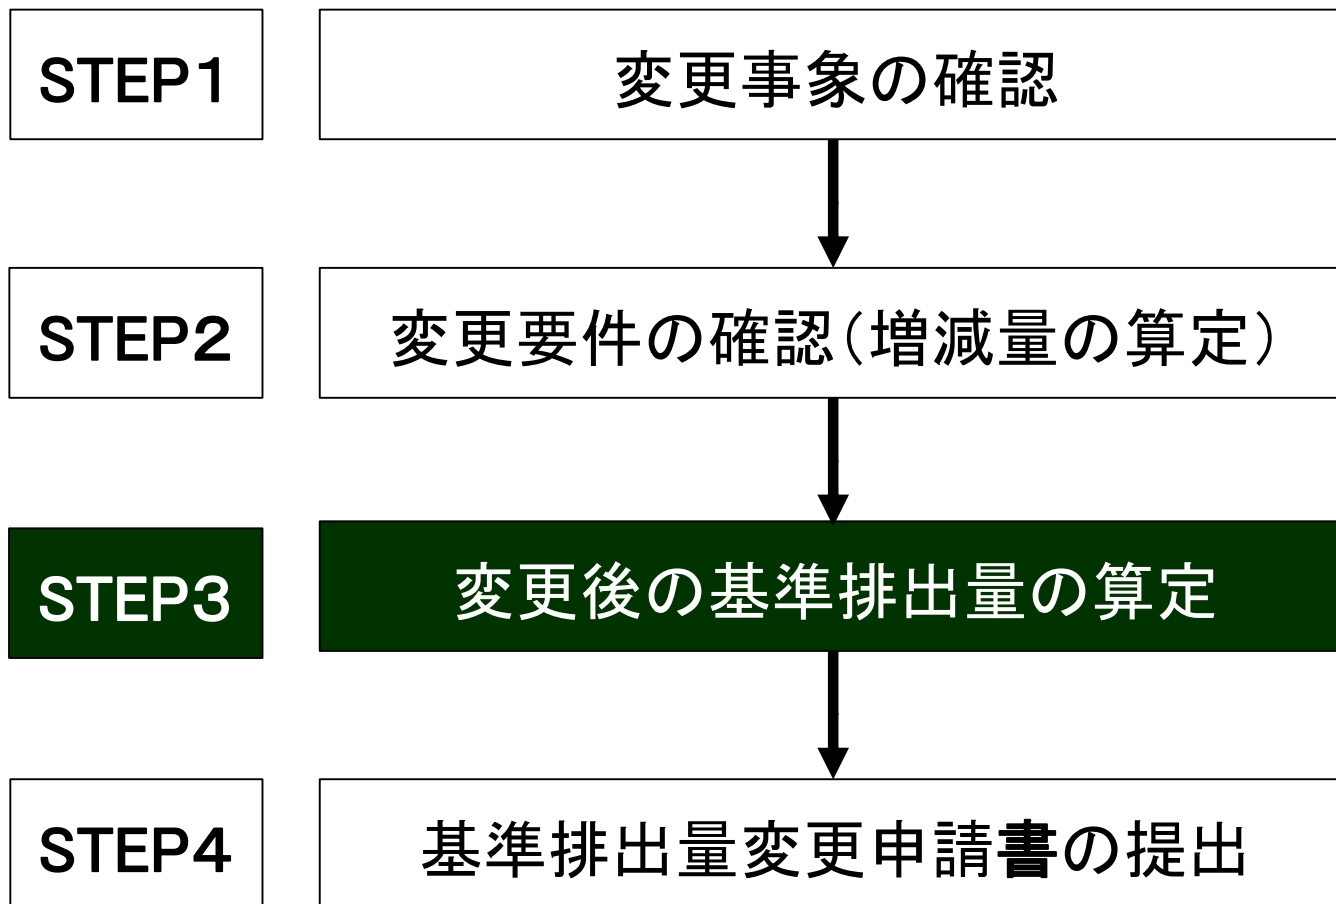 STEP1
変更事象の確認
STEP2
変更要件の確認(増減量の算定)
STEP3
変更後の基準排出量の算定
STEP4
基準排出量変更申請書の提出